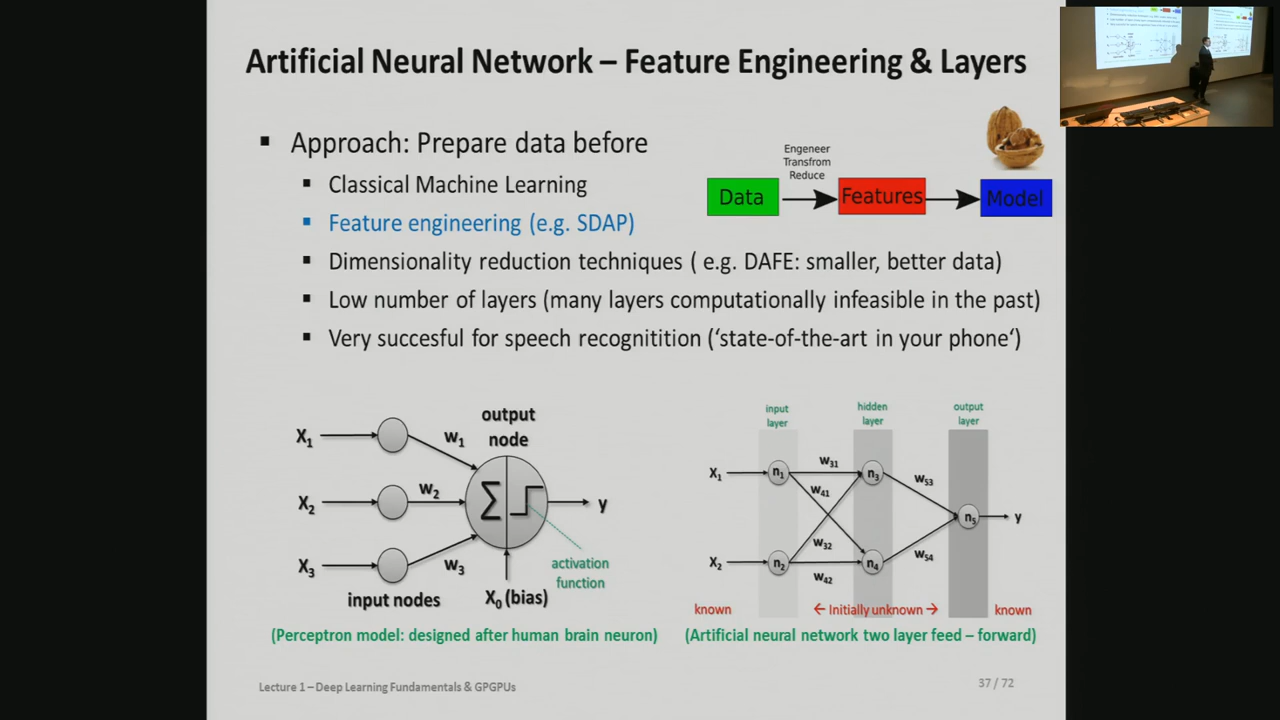 Artificial Neural Network – Feature Engineering & Layers
▪ Approach: Prepare data before
▪ Classical Machine Learning
▪ Feature engineering (e.g. SDAP)
▪ Dimensionality reduction techniques ( e.g. DAFE: smaller, better data)
▪ Low number of layers (many layers computationally infeasible in the past)
▪ Very succesful for speech recognitition (‘state-of-the-art in your phone‘)
Engeneer
Transfrom
Reduce
Data
Features
Model
output
node
X1
w1
X2
w2
Σ
y
X3
w3
activation
function
input nodes
X0 (bias)
(Perceptron model: designed after human brain neuron)
input
layer
hidden
layer
output
layer
X1
n1
w31
n3
w53
w41
n5
y
w32
w54
X2
n2
w42
n4
known
← Initially unknown →
known
(Artificial neural network two layer feed – forward)
Lecture 1 – Deep Learning Fundamentals & GPGPUs
37 / 72